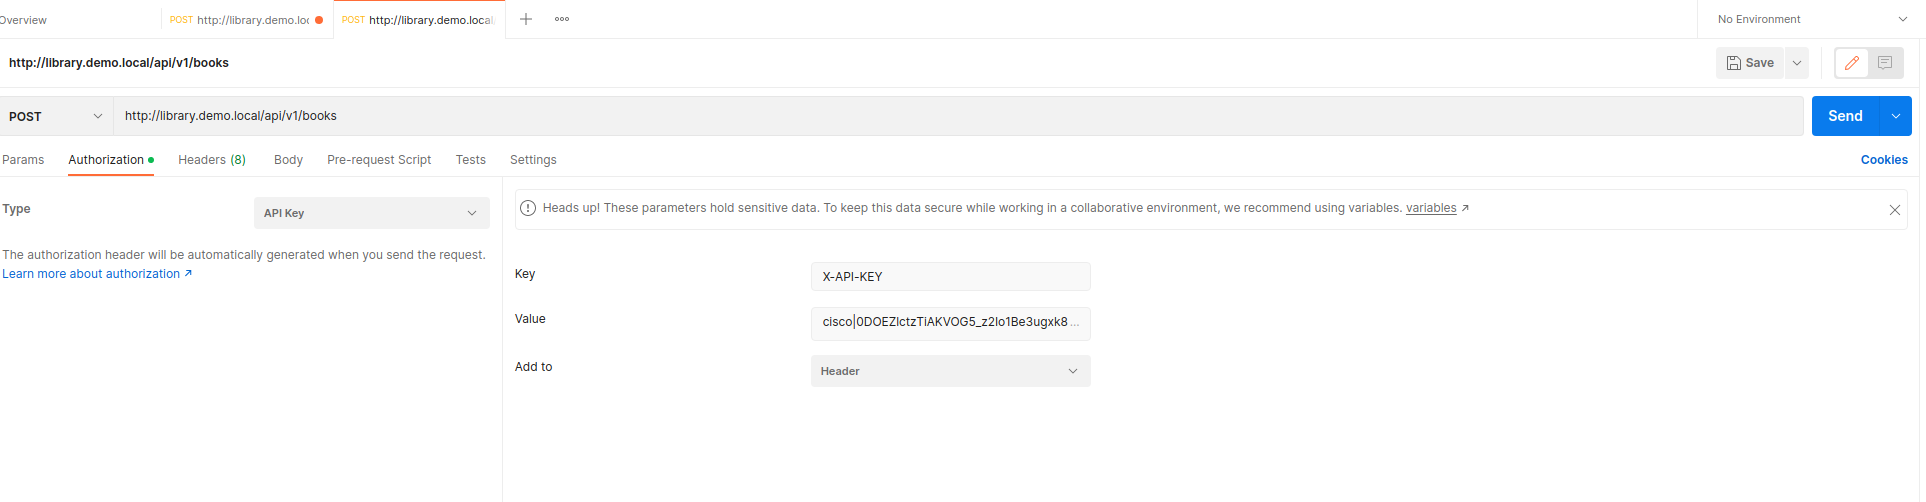 Overview
POST http://library.demo.loc
POST http://library.demo.local
No Environment
http://library.demo.local/api/v1/books
Save
POST
http://library.demo.local/api/v1/books
Send
Params
Authorization
Headers (8)
Body
Pre-request Script
Tests
Settings
Cookies
Type
API Key
The authorization header will be automatically generated when you send the request.
Learn more about authorization ↗
Heads up! These parameters hold sensitive data. To keep this data secure while working in a collaborative environment, we recommend using variables. variables ↗
Key
X-API-KEY
Value
cisco|0DOEZIctzTiAKVOG5_z2Io1Be3ugxk8...
Add to
Header